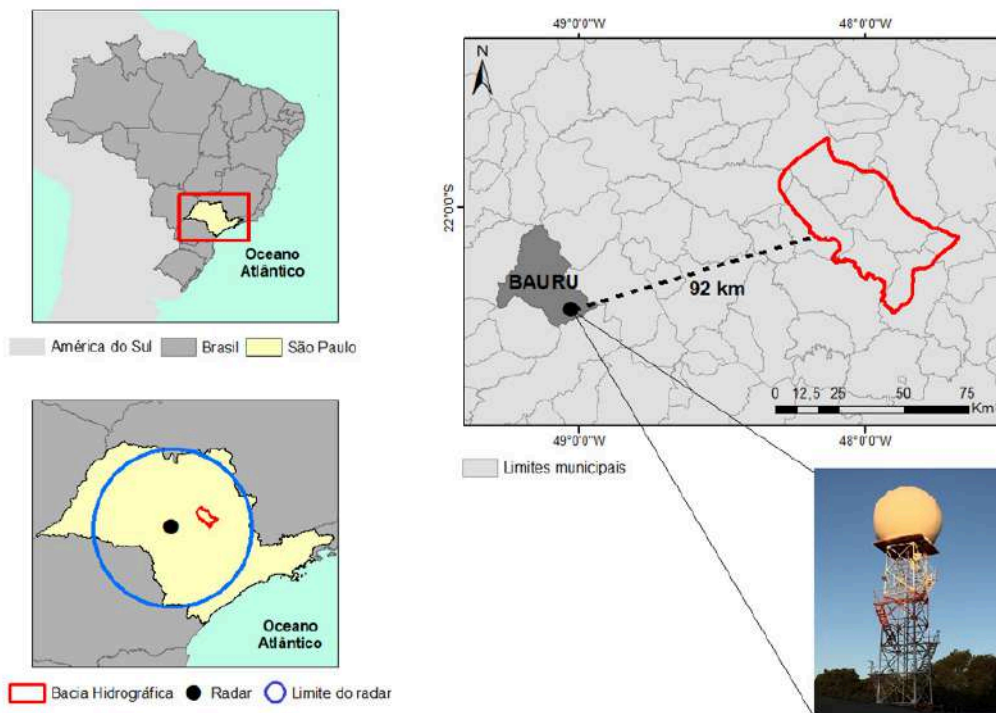 Oceano
Atlântico
América do Sul
Brasil
São Paulo
Oceano
Atlântico
Bacia Hidrográfica
Radar
Limite do radar
49°0'0"W
48°0'0"W
N
22°0'0"S
BAURU
92 km
0 12,5 25 50 75
Km
49°0'0"W
48°0'0"W
Limites municipais